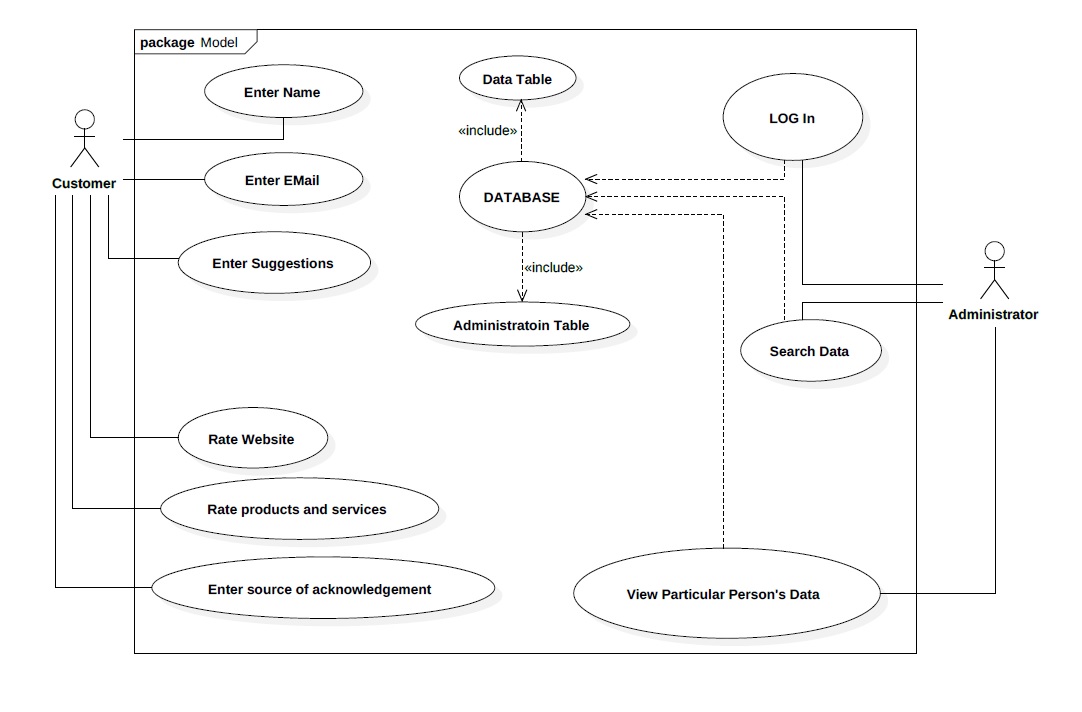 package Model
Enter Name
Data Table
LOG In
«include»
Customer
Enter EMail
DATABASE
Enter Suggestions
«include»
Administrator
Administratoin Table
Search Data
Rate Website
Rate products and services
Enter source of acknowledgement
View Particular Person's Data